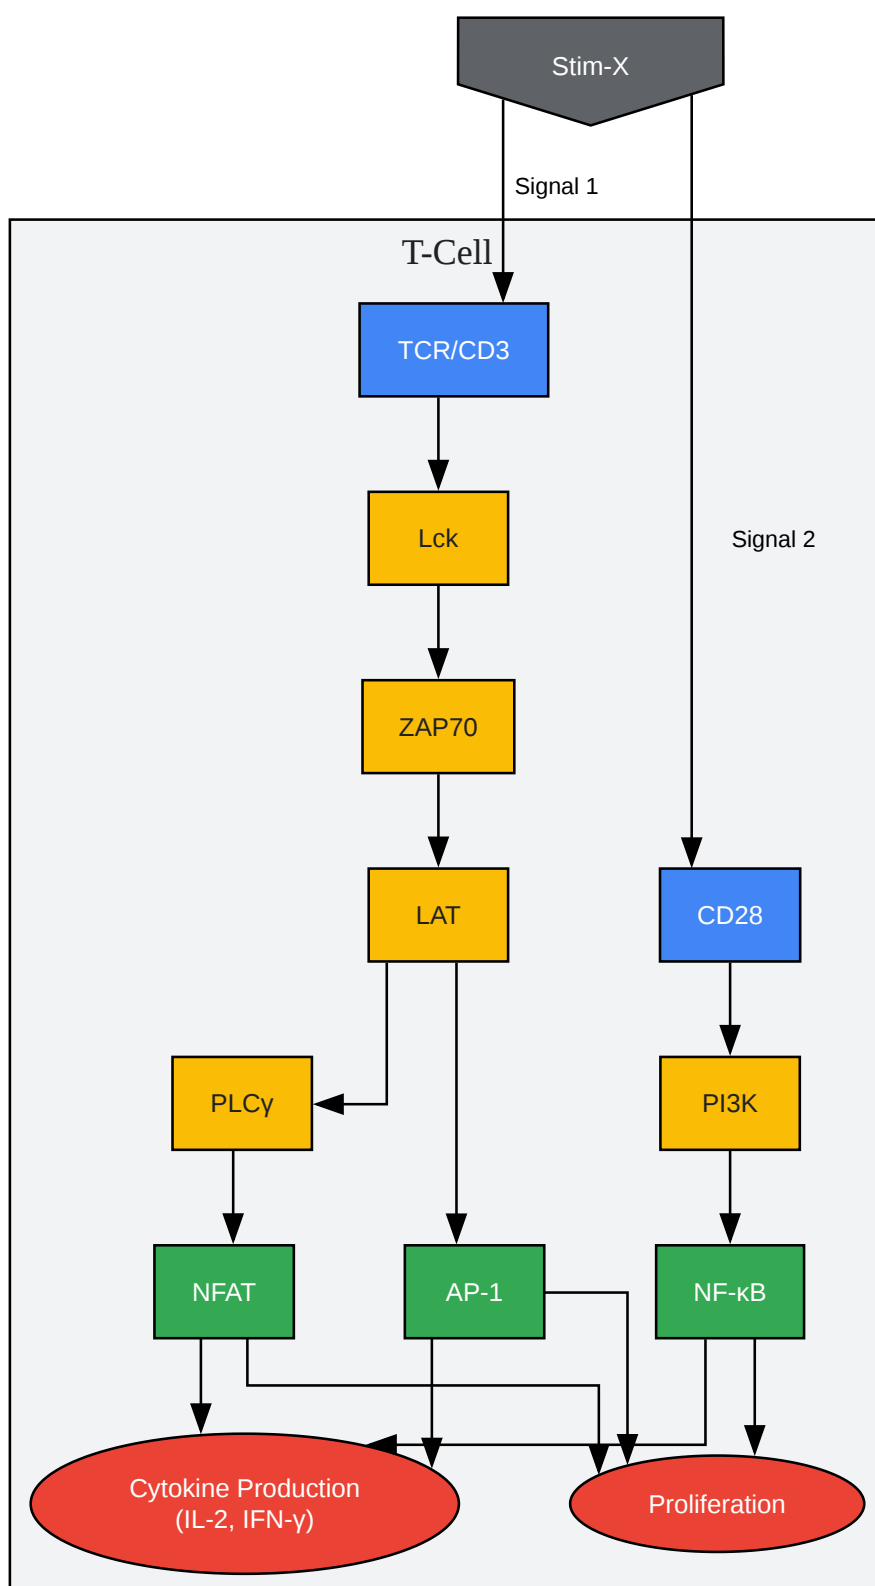 Stim-X
Signal 1
T-Cell
TCR/CD3
Lck
Signal 2
ZAP70
LAT
CD28
PLCγ
PI3K
NFAT
AP-1
NF-κB
Cytokine Production
(IL-2, IFN-γ)
Proliferation